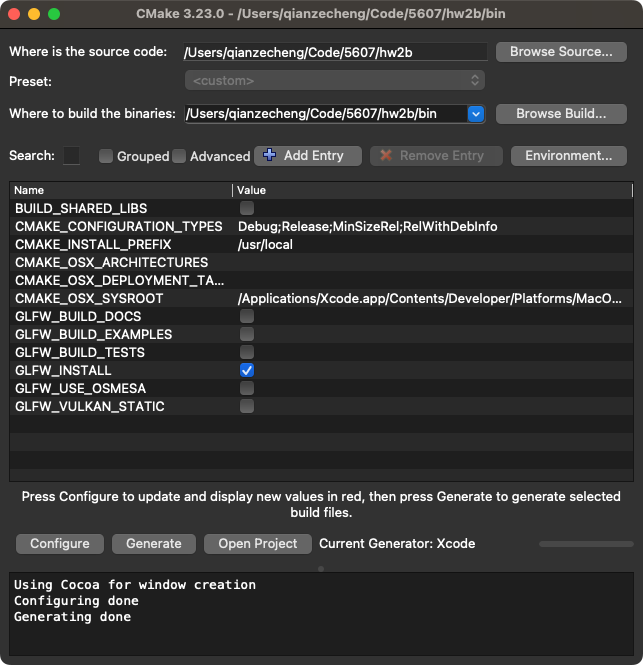 CMake 3.23.0 - /Users/qianzecheng/Code/5607/hw2b/bin
Where is the source code: /Users/qianzecheng/Code/5607/hw2b Browse Source...
Preset: <custom>
Where to build the binaries: /Users/qianzecheng/Code/5607/hw2b/bin Browse Build...
Search: Grouped Advanced Add Entry Remove Entry Environment...
Name Value
BUILD_SHARED_LIBS
CMAKE_CONFIGURATION_TYPES Debug;Release;MinSizeRel;RelWithDebInfo
CMAKE_INSTALL_PREFIX /usr/local
CMAKE_OSX_ARCHITECTURES
CMAKE_OSX_DEPLOYMENT_TA...
CMAKE_OSX_SYSROOT /Applications/Xcode.app/Contents/Developer/Platforms/MacO...
GLFW_BUILD_DOCS
GLFW_BUILD_EXAMPLES
GLFW_BUILD_TESTS
GLFW_INSTALL
GLFW_USE_OSMESA
GLFW_VULKAN_STATIC
Press Configure to update and display new values in red, then press Generate to generate selected
build files.
Configure Generate Open Project Current Generator: Xcode
Using Cocoa for window creation
Configuring done
Generating done